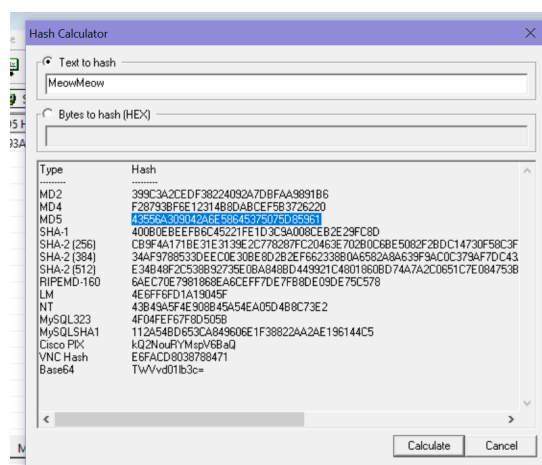 Hash Calculator
Text to hash
MeowMeow
Bytes to hash (HEX)
Type Hash
--------- ---------
MD2 399C3A2CEDF38224092A7DBFAA9891B6
MD4 F28793BF6E12314B8DABCEF5B3726220
MD5 43556A309042A6E58645375075D85961
SHA-1 400B0EBEEFB6C45221FE1D3C9A008CEB2E29FC8D
SHA-2 (256) CB9F4A171BE31E3139E2C778287FC20463E702B0C6BE5082F2BDC14730F58C3F
SHA-2 (384) 34AF9788533DEEC0E30BE8D2B2EF662338B0A6582A8A639F9AC0C379AF7DC43
SHA-2 (512) E34B48F2C538B92735E0BA848BD449921C4801860BD74A7A2C0651C7E084753B
RIPEMD-160 6AEC70E7981868EA6CEFF7DE7FB8DE09DE75C578
LM 4E6FF6FD1A19045F
NT 43B49A5F4E908B45A54EA05D4B8C73E2
MySQL323 4F04FEF67F8D505B
MySQLSHA1 112A54BD653CA849606E1F38822AA2AE196144C5
Cisco PIX kQ2NouRYMspV6BaQ
VNC Hash E6FACD8038788471
Base64 TWVvd01lb3c=
Calculate Cancel